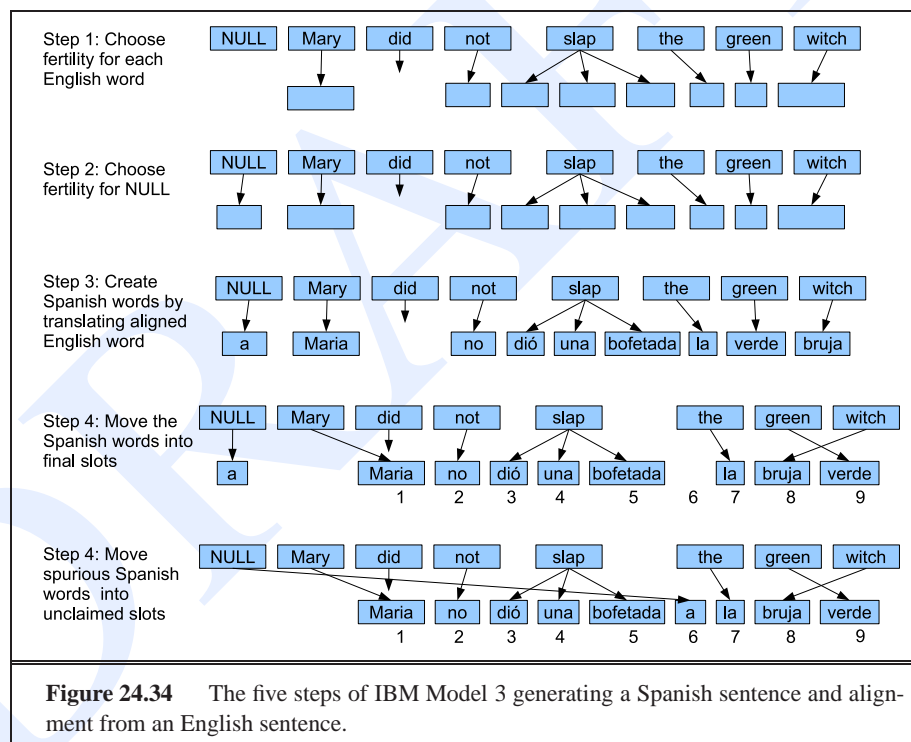 Step 1: Choose fertility for each English word
NULL Mary did not slap the green witch
Step 2: Choose fertility for NULL
NULL Mary did not slap the green witch
Step 3: Create Spanish words by translating aligned English word
NULL Mary did not slap the green witch
a Maria no dió una bofetada la verde bruja
Step 4: Move the Spanish words into final slots
NULL Mary did not slap the green witch
a Maria no dió una bofetada la bruja verde
1 2 3 4 5 6 7 8 9
Step 4: Move spurious Spanish words into unclaimed slots
NULL Mary did not slap the green witch
Maria no dió una bofetada a la bruja verde
1 2 3 4 5 6 7 8 9
Figure 24.34 The five steps of IBM Model 3 generating a Spanish sentence and align-
ment from an English sentence.
DRAF